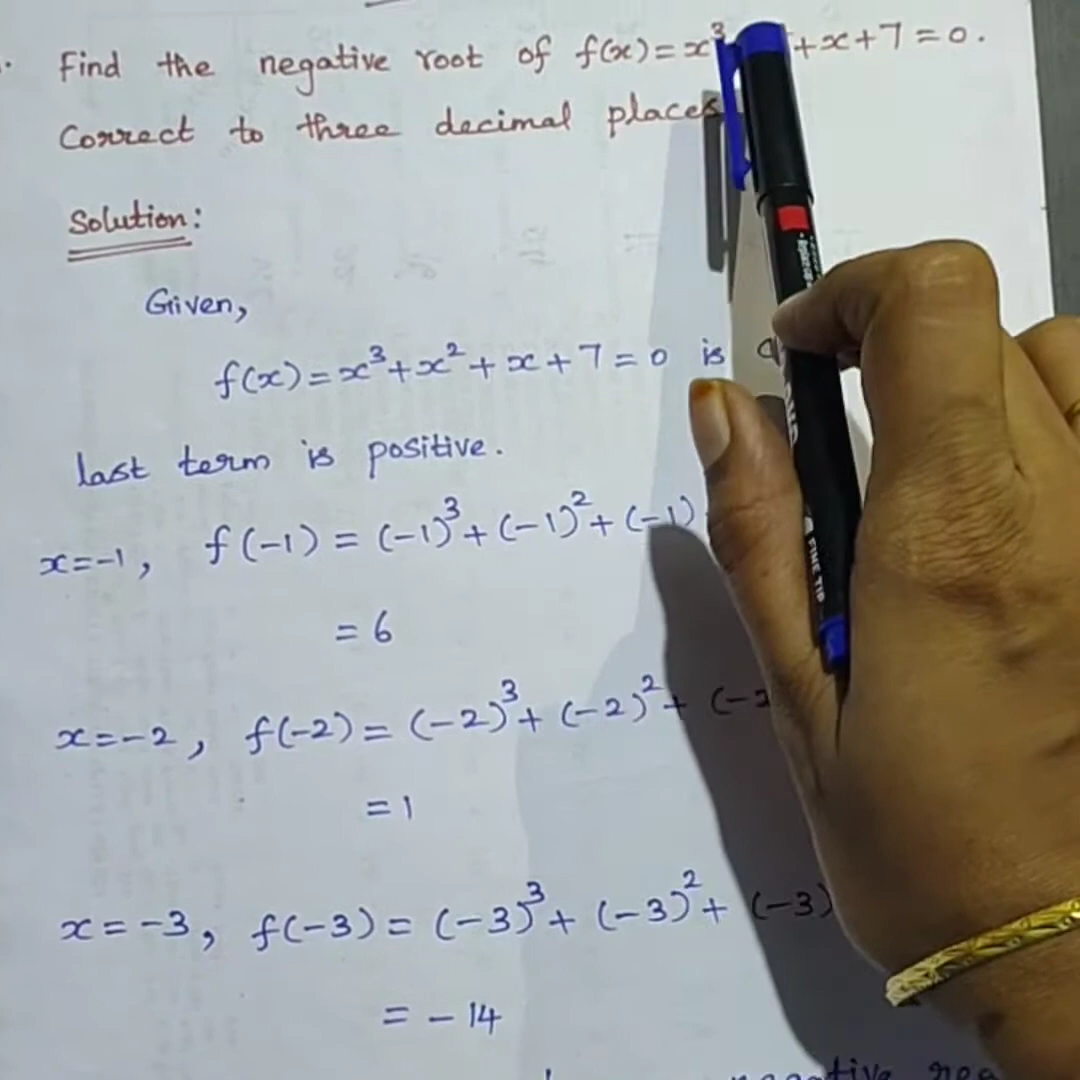 Find the negative root of f(x)=x³ +x+7=0.
Correct to three decimal places
Solution:
Given,
f(x)=x³+x²+x+7=0 is
last term is positive.
x=-1, f(-1)=(-1)³+(-1)²+(-1)
=6
x=-2, f(-2)=(-2)³+(-2)²+(-2
=1
x=-3, f(-3)=(-3)³+(-3)²+(-3)
=-14
FINE TIP